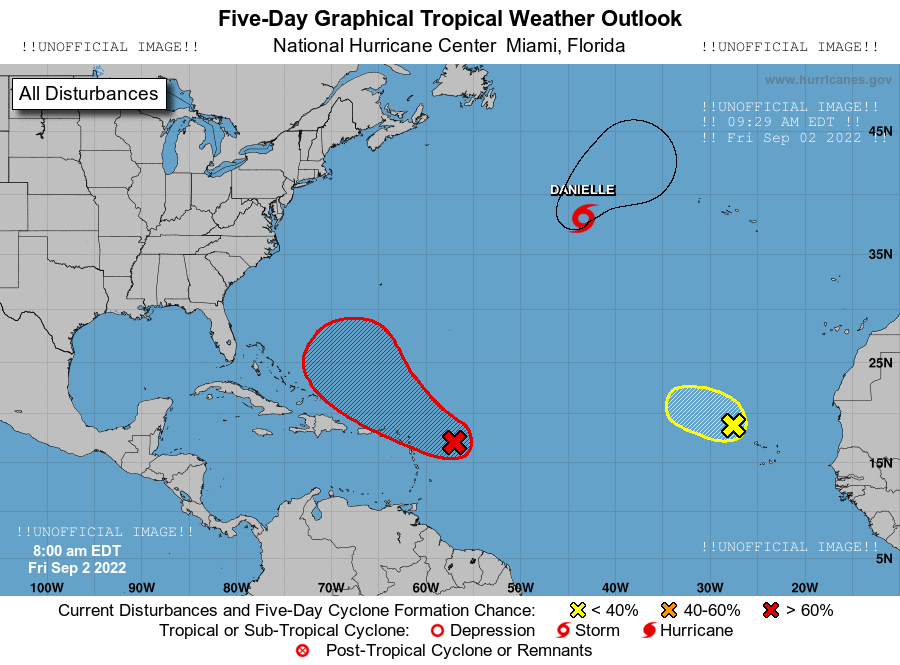 Five-Day Graphical Tropical Weather Outlook
!!UNOFFICIAL IMAGE!!
National Hurricane Center Miami, Florida
!!UNOFFICIAL IMAGE!!
All Disturbances
www.hurricanes.gov
!!UNOFFICIAL IMAGE!!
!! 09:29 AM EDT !!
!! Fri Sep 02 2022 !!
45N
DANIELLE
35N
25N
15N
!!UNOFFICIAL IMAGE!!
8:00 am EDT
Fri Sep 2 2022
!!UNOFFICIAL IMAGE!!
5N
100W 90W 80W 70W 60W 50W 40W 30W 20W
Current Disturbances and Five-Day Cyclone Formation Chance: < 40% 40-60% > 60%
Tropical or Sub-Tropical Cyclone: Depression Storm Hurricane
Post-Tropical Cyclone or Remnants